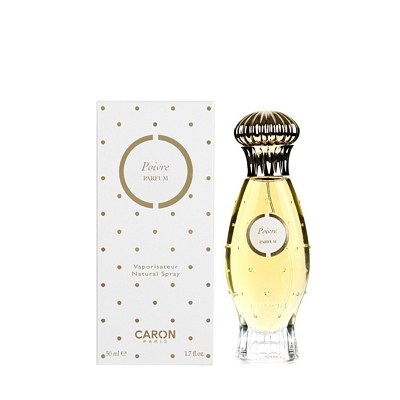 Poivre
PARFUM
Vaporisateur
Natural Spray
CARON
PARIS
50 ml e 1.7 fl.oz.
Poivre
PARFUM